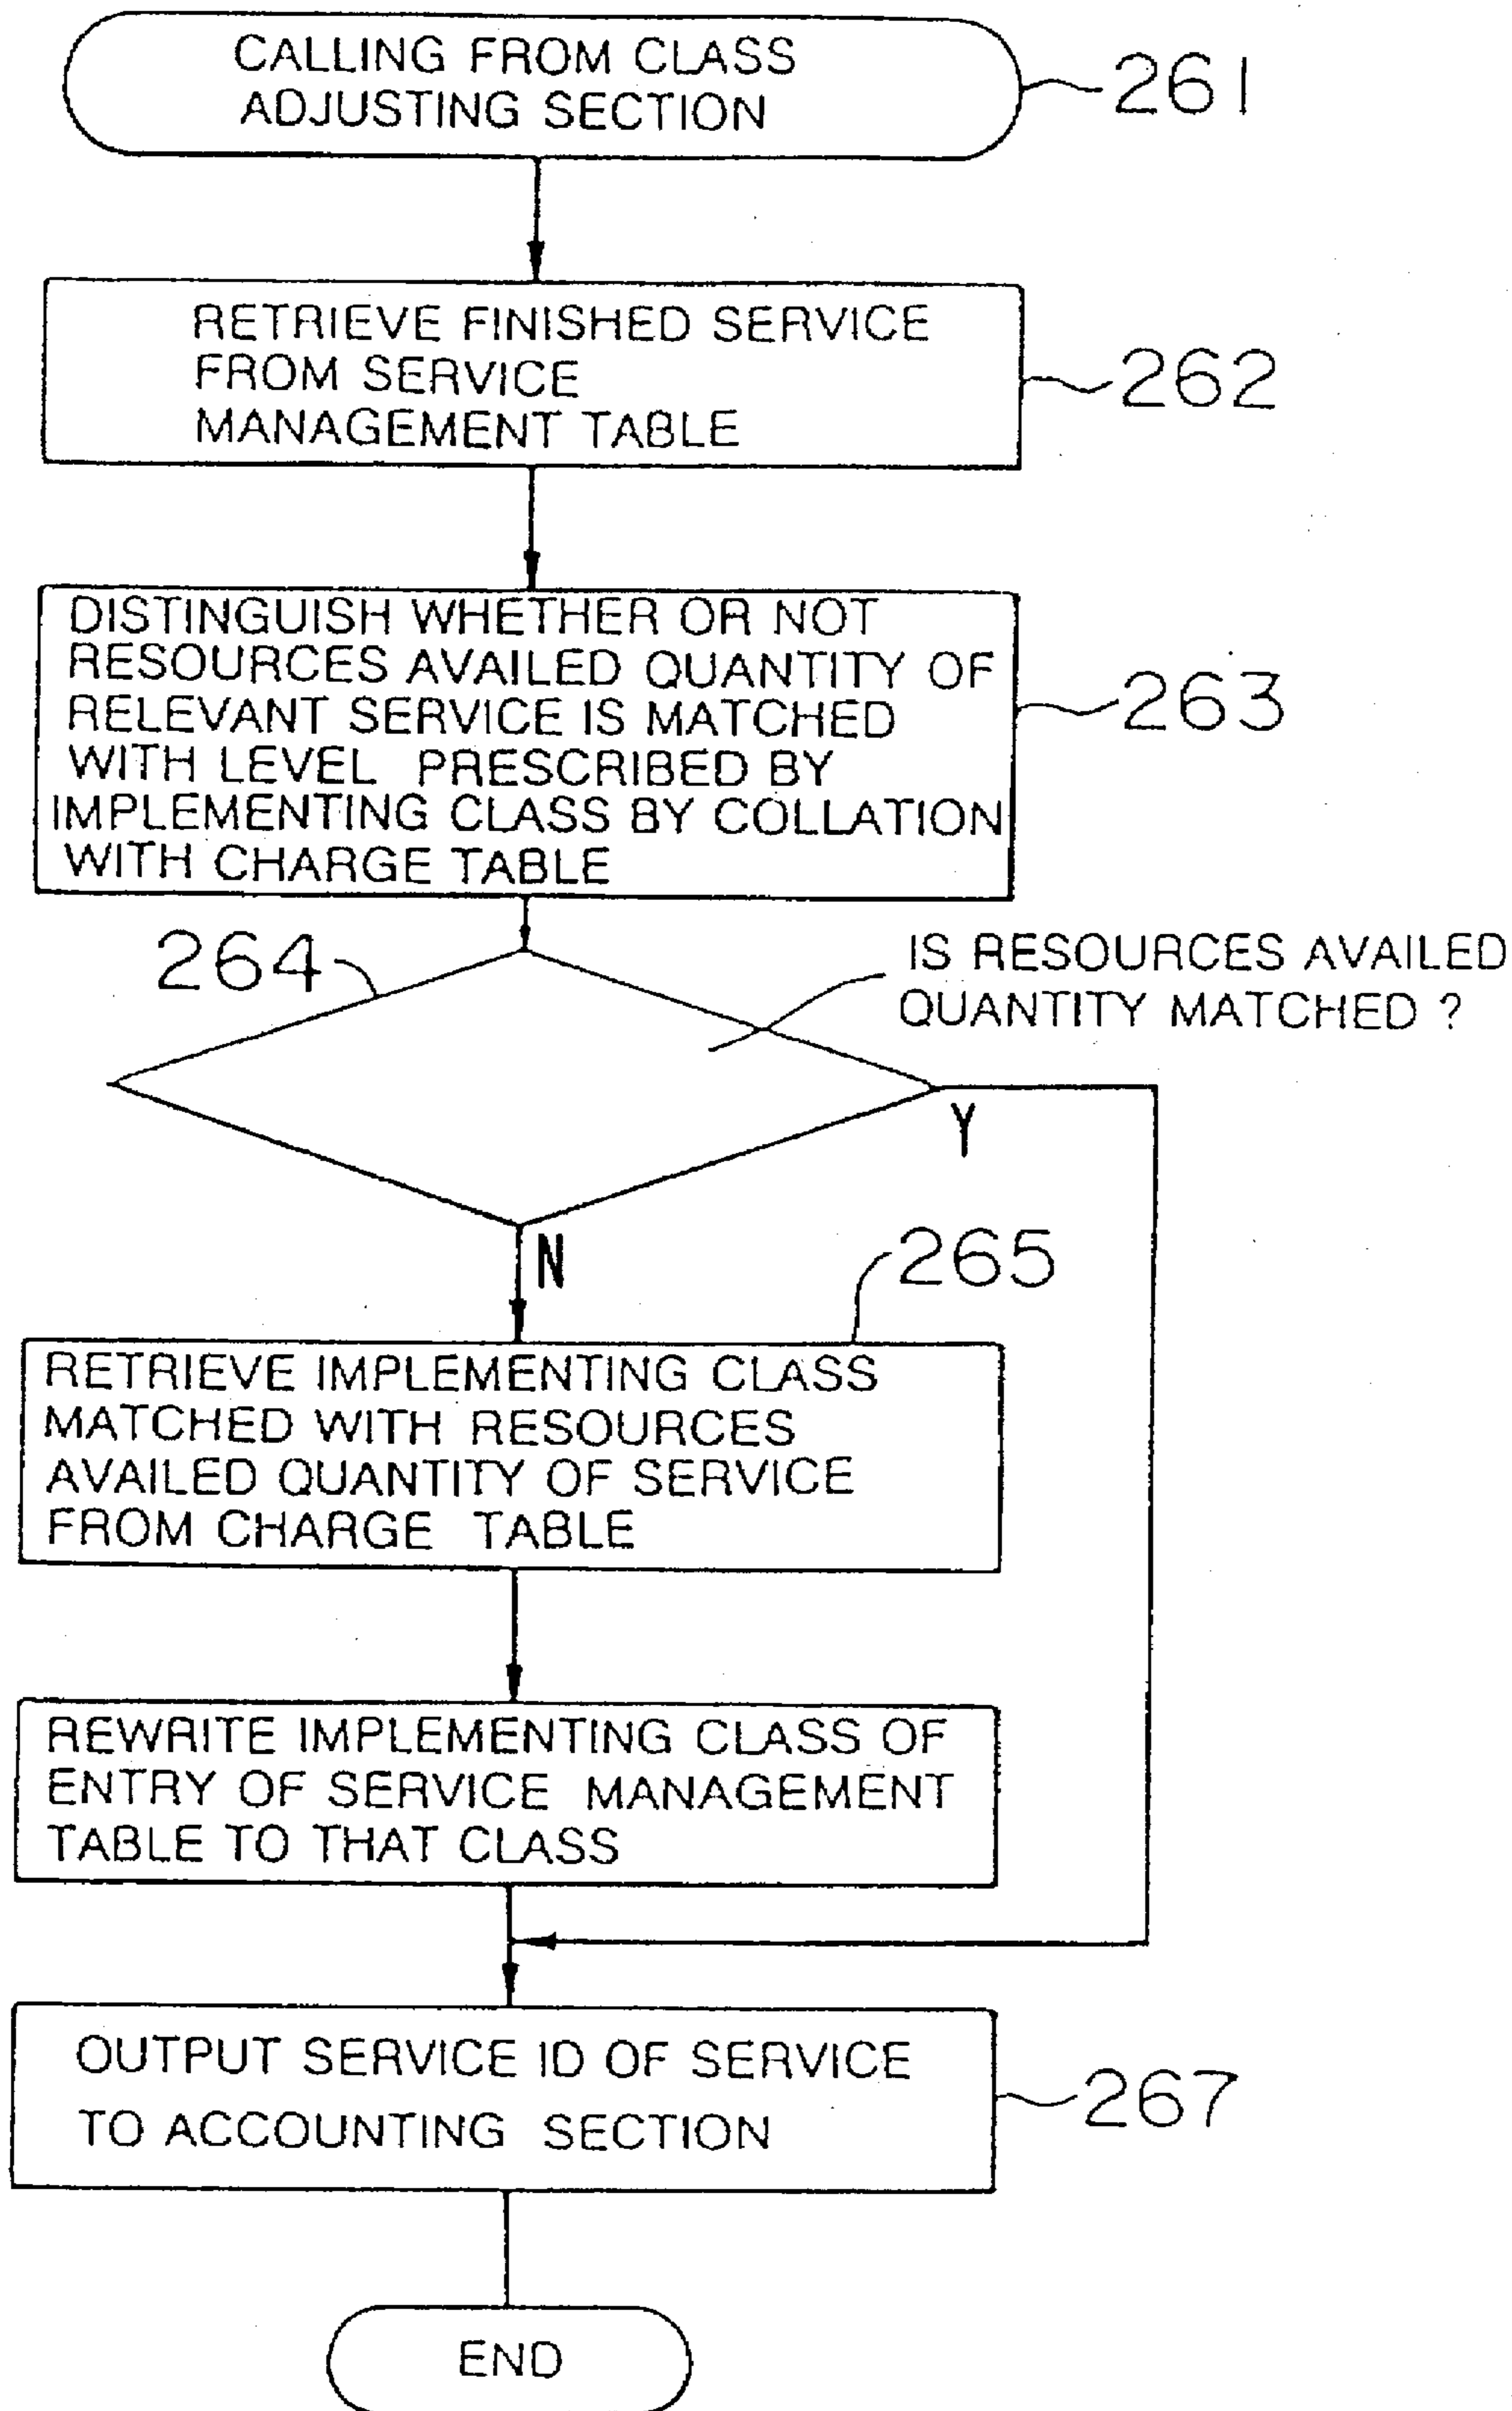 CALLING FROM CLASS
ADJUSTING SECTION
261
RETRIEVE FINISHED SERVICE
FROM SERVICE
MANAGEMENT TABLE
262
DISTINGUISH WHETHER OR NOT
RESOURCES AVAILED QUANTITY OF
RELEVANT SERVICE IS MATCHED
WITH LEVEL PRESCRIBED BY
IMPLEMENTING CLASS BY COLLATION
WITH CHARGE TABLE
263
264
IS RESOURCES AVAILED
QUANTITY MATCHED ?
Y
N
265
RETRIEVE IMPLEMENTING CLASS
MATCHED WITH RESOURCES
AVAILED QUANTITY OF SERVICE
FROM CHARGE TABLE
REWRITE IMPLEMENTING CLASS OF
ENTRY OF SERVICE MANAGEMENT
TABLE TO THAT CLASS
OUTPUT SERVICE ID OF SERVICE
TO ACCOUNTING SECTION
267
END